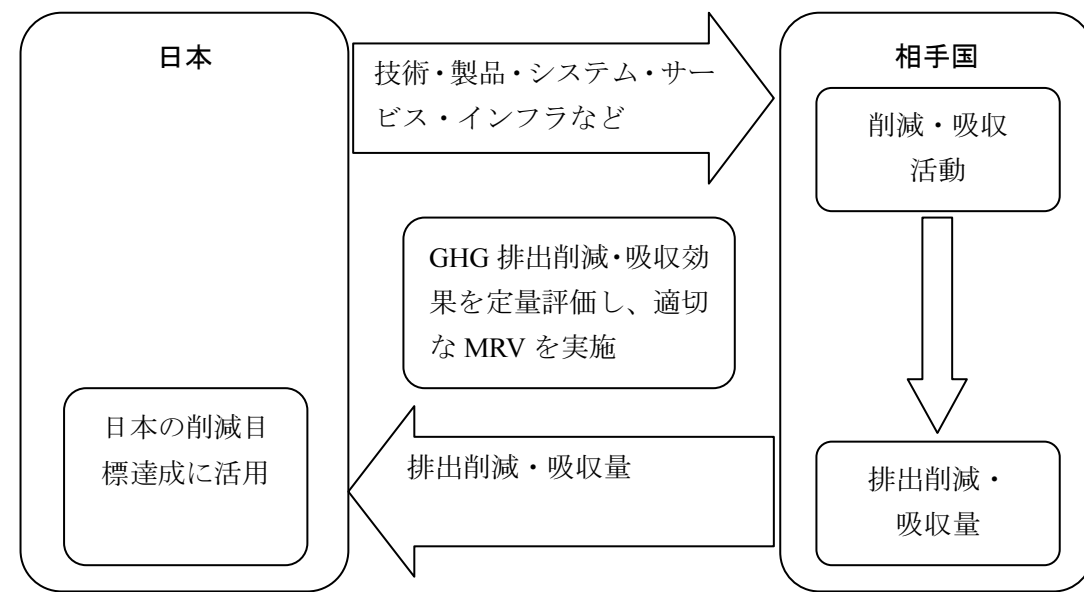 日本
技術・製品・システム・サー
ビス・インフラなど
相手国
削減・吸収
活動
GHG 排出削減・吸収効
果を定量評価し、適切
な MRV を実施
日本の削減目
標達成に活用
排出削減・吸収量
排出削減・
吸収量